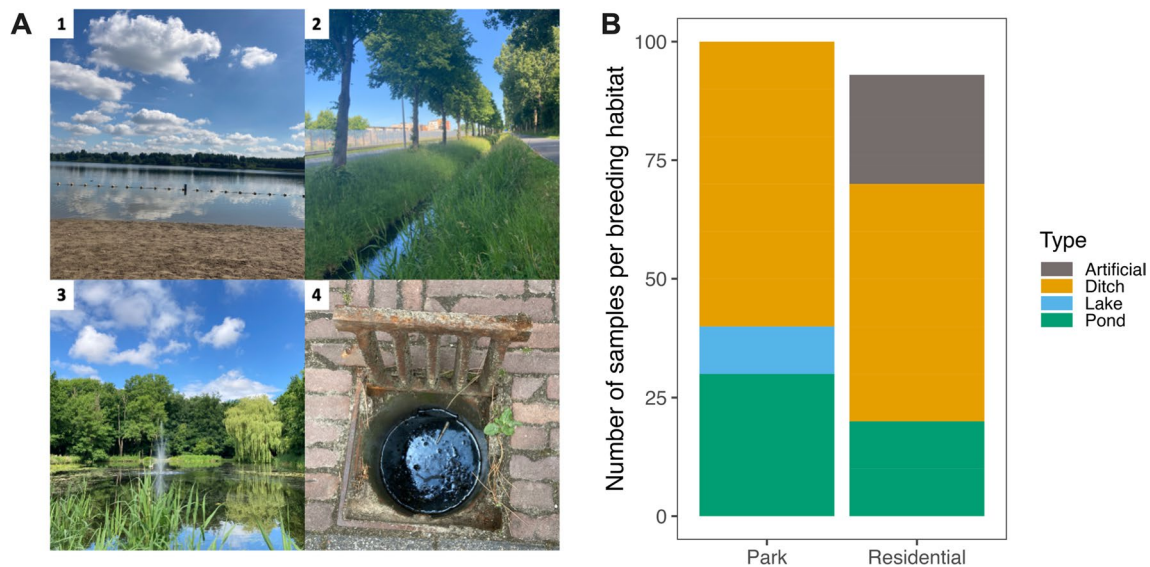 A
1
2
3
4
B
Number of samples per breeding habitat
100
75
50
25
0
Park
Residential
Type
Artificial
Ditch
Lake
Pond